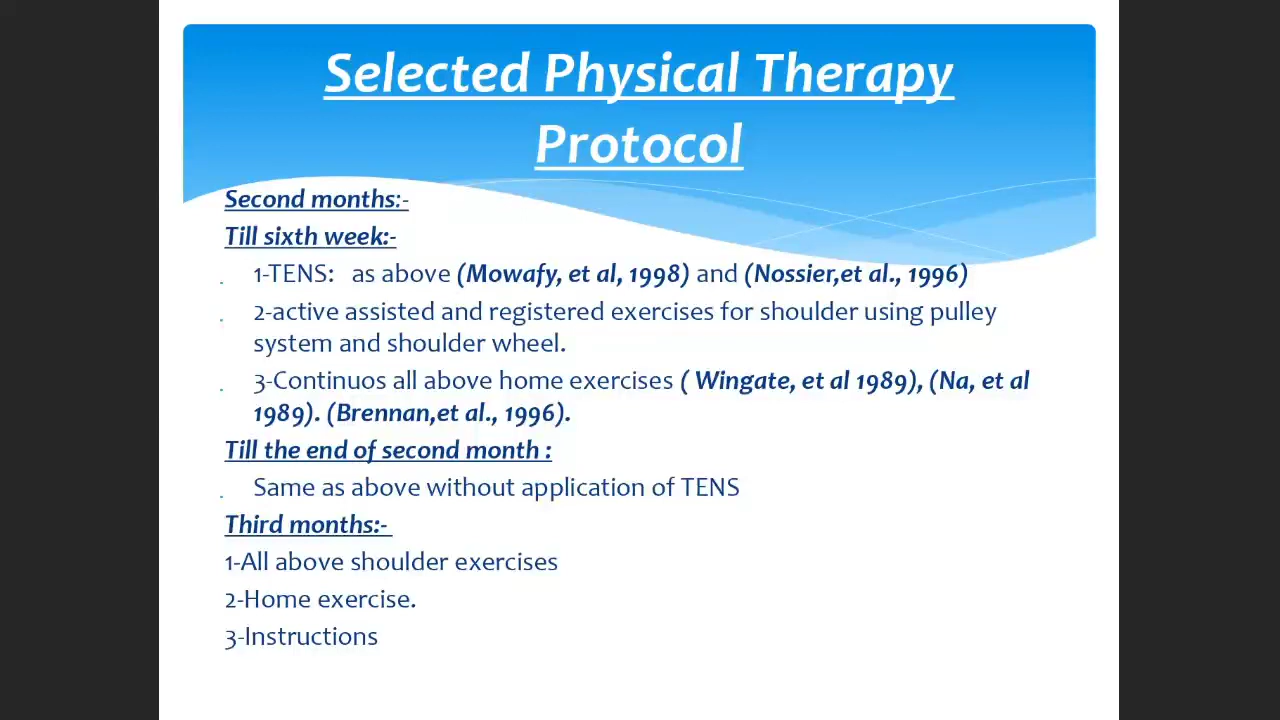 Selected Physical Therapy
Protocol
Second months:-
Till sixth week:-
1-TENS: as above (Mowafy, et al, 1998) and (Nossier,et al., 1996)
2-active assisted and registered exercises for shoulder using pulley
system and shoulder wheel.
3-Continuos all above home exercises ( Wingate, et al 1989), (Na, et al
1989). (Brennan,et al., 1996).
Till the end of second month :
Same as above without application of TENS
Third months:-
1-All above shoulder exercises
2-Home exercise.
3-Instructions